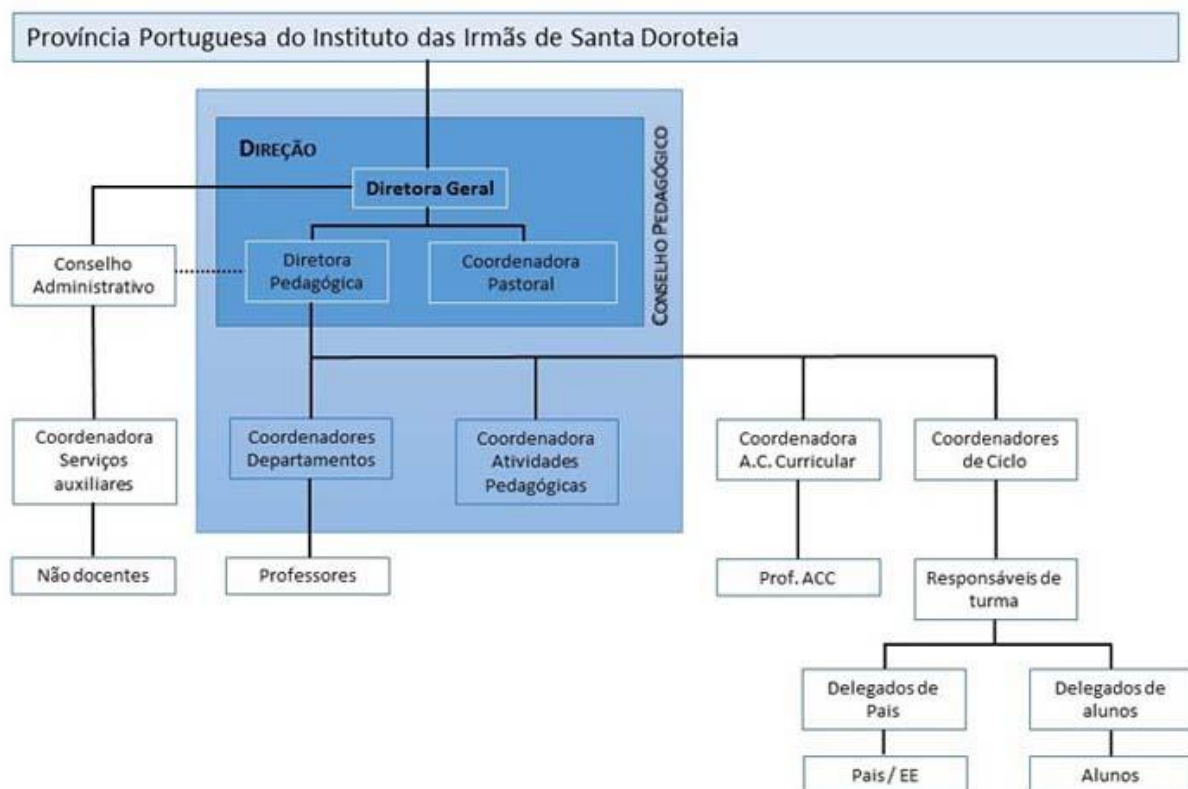 Província Portuguesa do Instituto das Irmãs de Santa Doroteia
DIREÇÃO
CONSELHO PEDAGÓGICO
Diretora Geral
Conselho
Administrativo
Diretora
Pedagógica
Coordenadora
Pastoral
Coordenadora
Serviços
auxiliares
Coordenadores
Departamentos
Coordenadora
Atividades
Pedagógicas
Coordenadora
A.C. Curricular
Coordenadores
de Ciclo
Não docentes
Professores
Prof. ACC
Responsáveis de
turma
Delegados de
Pais
Delegados de
alunos
Pais / EE
Alunos